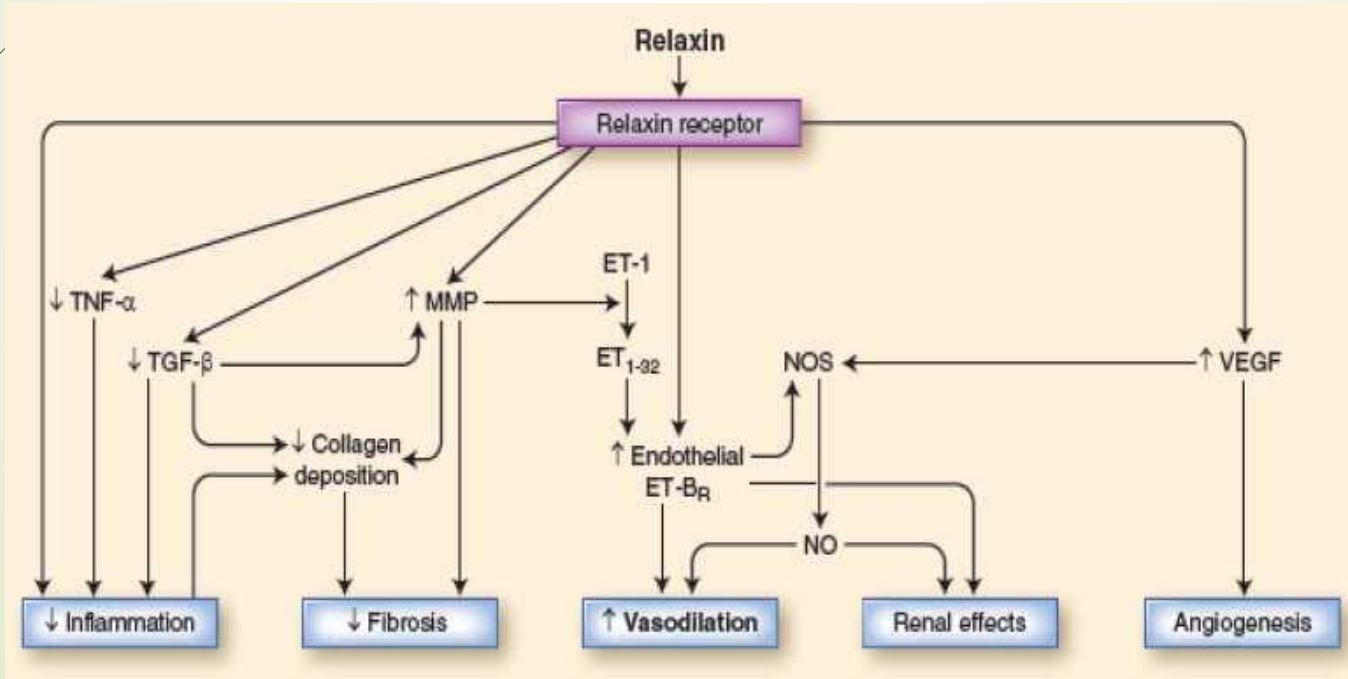 Relaxin
Relaxin receptor
ET-1
↓ TNF-α
↑ MMP
↓ TGF-β
ET1-32
NOS
↑ VEGF
↓ Collagen
deposition
↑ Endothelial
ET-BR
NO
↓ Inflammation
↓ Fibrosis
↑ Vasodilation
Renal effects
Angiogenesis